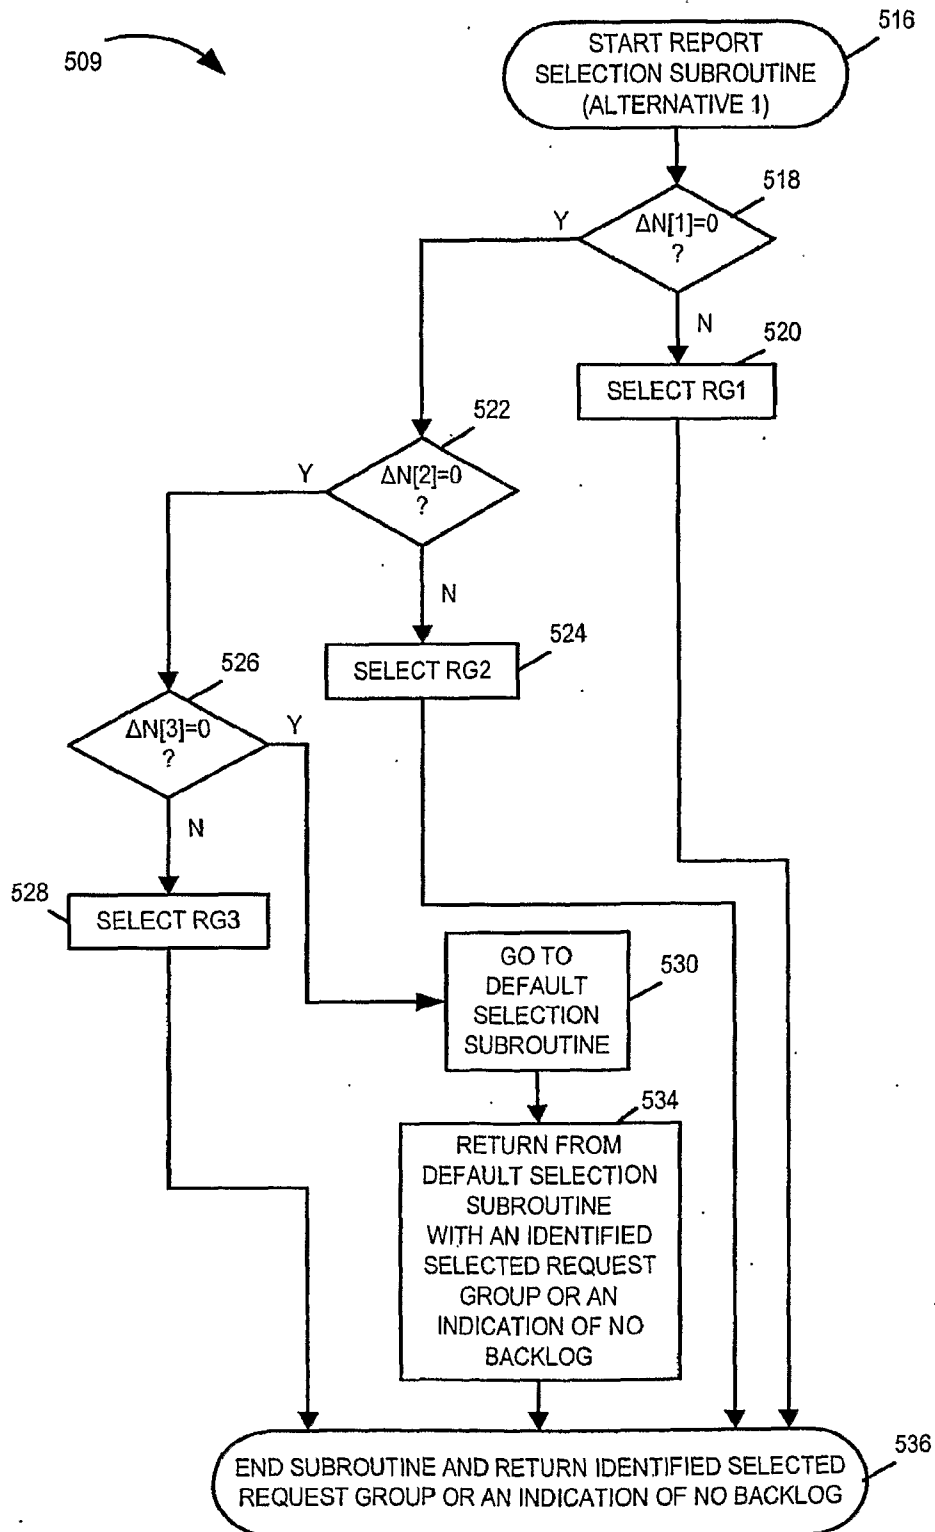 509
START REPORT
SELECTION SUBROUTINE
(ALTERNATIVE 1)
516
ΔN[1]=0
?
518
Y
N
SELECT RG1
520
ΔN[2]=0
?
522
Y
N
SELECT RG2
524
ΔN[3]=0
?
526
Y
N
528
SELECT RG3
GO TO
DEFAULT
SELECTION
SUBROUTINE
530
RETURN FROM
DEFAULT SELECTION
SUBROUTINE
WITH AN IDENTIFIED
SELECTED REQUEST
GROUP OR AN
INDICATION OF NO
BACKLOG
534
END SUBROUTINE AND RETURN IDENTIFIED SELECTED
REQUEST GROUP OR AN INDICATION OF NO BACKLOG
536